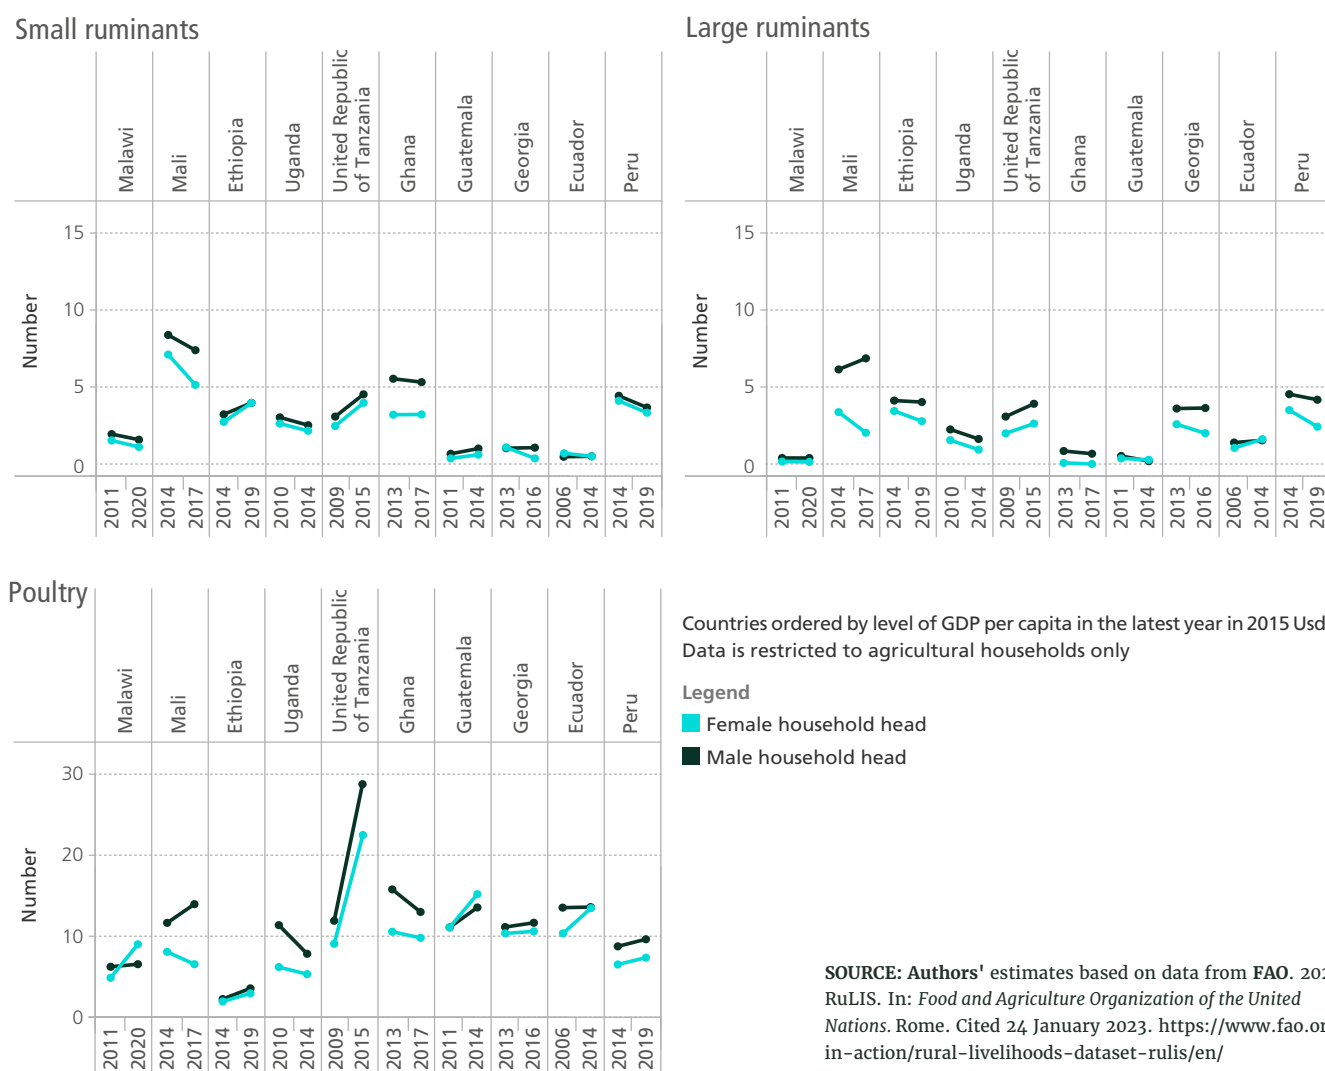 Small ruminants
Malawi
Mali
Ethiopia
Uganda
United Republic
of Tanzania
Ghana
Guatemala
Georgia
Ecuador
Peru
Number
15
10
5
0
2011
2020
2014
2017
2014
2019
2010
2014
2009
2015
2013
2017
2011
2014
2013
2016
2006
2014
2014
2019
Large ruminants
Malawi
Mali
Ethiopia
Uganda
United Republic
of Tanzania
Ghana
Guatemala
Georgia
Ecuador
Peru
Number
15
10
5
0
2011
2020
2014
2017
2014
2019
2010
2014
2009
2015
2013
2017
2011
2014
2013
2016
2006
2014
2014
2019
Poultry
Malawi
Mali
Ethiopia
Uganda
United Republic
of Tanzania
Ghana
Guatemala
Georgia
Ecuador
Peru
Number
30
20
10
0
2011
2020
2014
2017
2014
2019
2010
2014
2009
2015
2013
2017
2011
2014
2013
2016
2006
2014
2014
2019
Countries ordered by level of GDP per capita in the latest year in 2015 Usd
Data is restricted to agricultural households only
Legend
Female household head
Male household head
SOURCE: Authors' estimates based on data from FAO.
RuLIS. In: Food and Agriculture Organization of the United
Nations. Rome. Cited 24 January 2023. https://www.fao.or
in-action/rural-livelihoods-dataset-rulis/en/